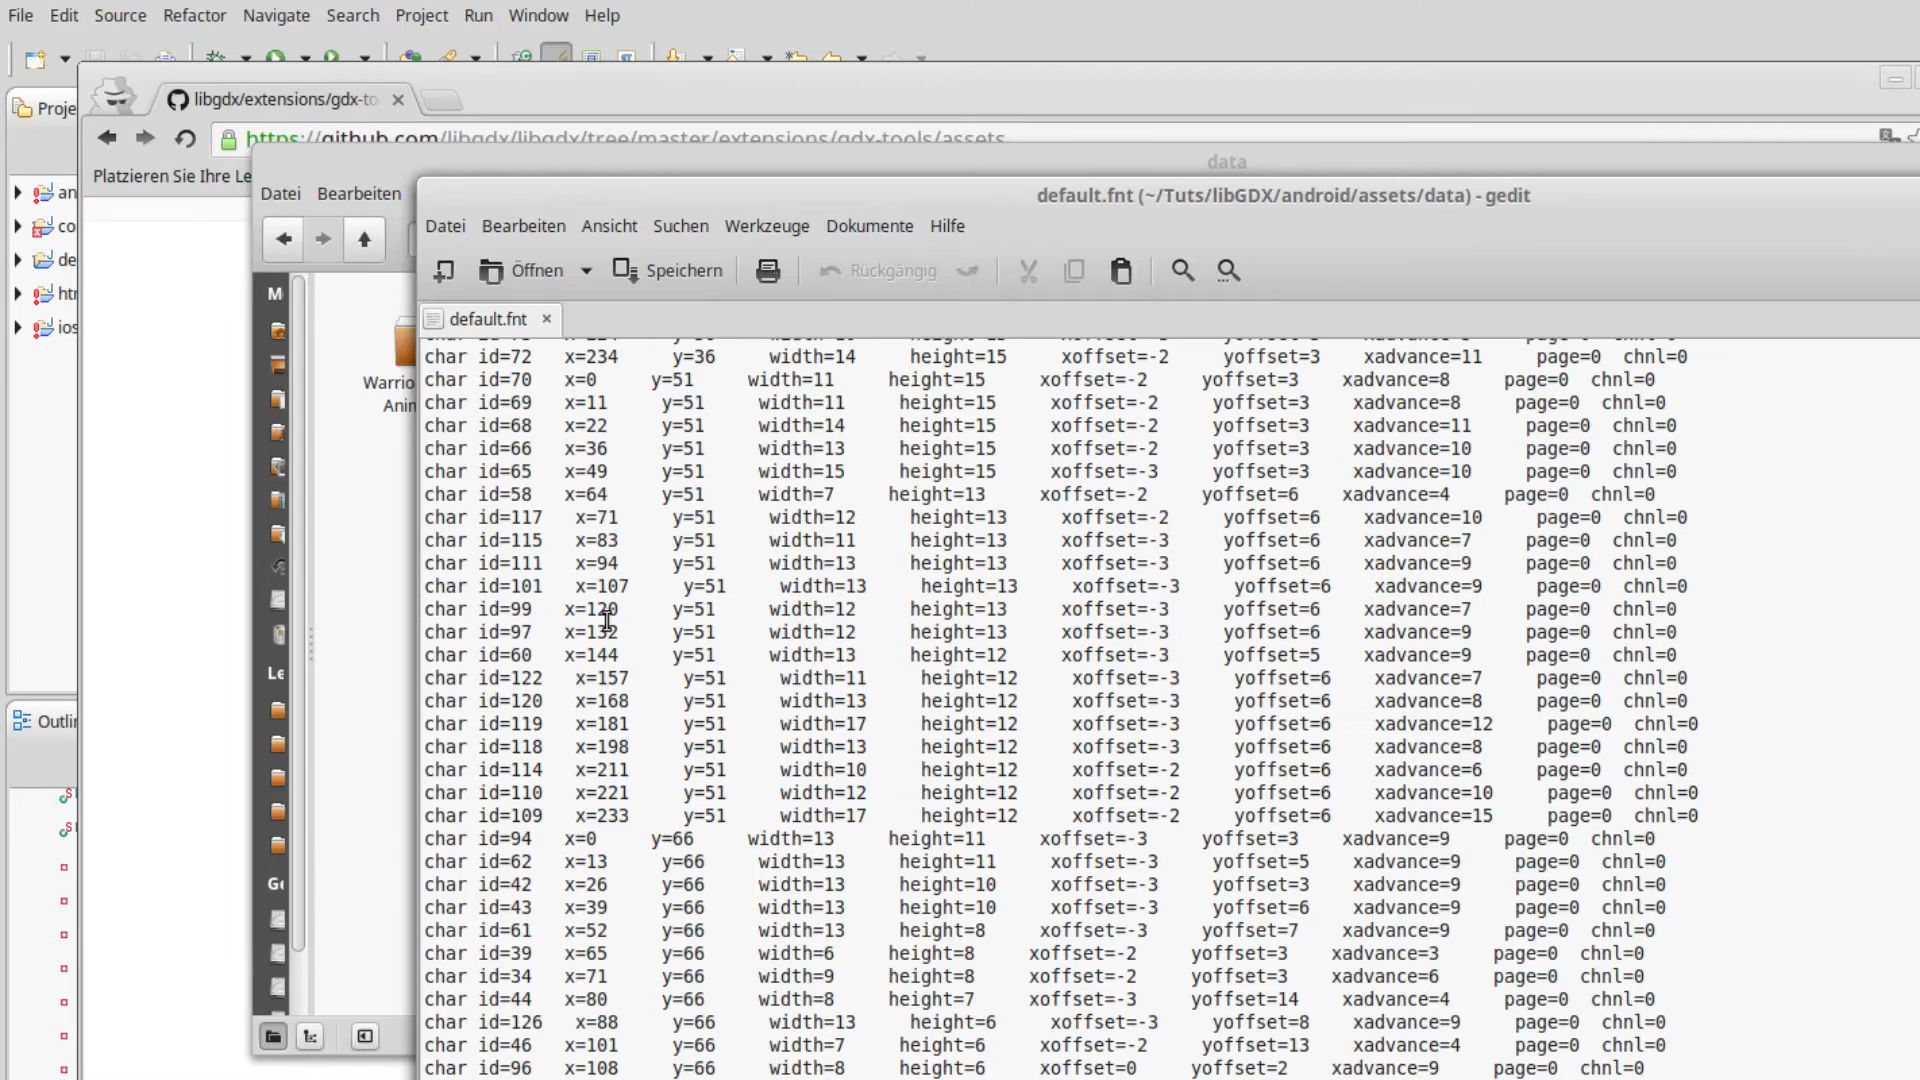 File Edit Source Refactor Navigate Search Project Run Window Help
Proje
libgdx/extensions/gdx-to
https://github.com/libgdx/libgdx/tree/master/extensions/gdx-tools/assets
Platzieren Sie Ihre Le
data
Datei Bearbeiten
an
co
de
htr
ios
Outlin
M
Le
Ge
Warrio
Anim
default.fnt (~/Tuts/libGDX/android/assets/data) - gedit
Datei Bearbeiten Ansicht Suchen Werkzeuge Dokumente Hilfe
Öffnen Speichern Rückgängig
default.fnt
char id=72 x=234 y=36 width=14 height=15 xoffset=-2 yoffset=3 xadvance=11 page=0 chnl=0
char id=70 x=0 y=51 width=11 height=15 xoffset=-2 yoffset=3 xadvance=8 page=0 chnl=0
char id=69 x=11 y=51 width=11 height=15 xoffset=-2 yoffset=3 xadvance=8 page=0 chnl=0
char id=68 x=22 y=51 width=14 height=15 xoffset=-2 yoffset=3 xadvance=11 page=0 chnl=0
char id=66 x=36 y=51 width=13 height=15 xoffset=-2 yoffset=3 xadvance=10 page=0 chnl=0
char id=65 x=49 y=51 width=15 height=15 xoffset=-3 yoffset=3 xadvance=10 page=0 chnl=0
char id=58 x=64 y=51 width=7 height=13 xoffset=-2 yoffset=6 xadvance=4 page=0 chnl=0
char id=117 x=71 y=51 width=12 height=13 xoffset=-2 yoffset=6 xadvance=10 page=0 chnl=0
char id=115 x=83 y=51 width=11 height=13 xoffset=-3 yoffset=6 xadvance=7 page=0 chnl=0
char id=111 x=94 y=51 width=13 height=13 xoffset=-3 yoffset=6 xadvance=9 page=0 chnl=0
char id=101 x=107 y=51 width=13 height=13 xoffset=-3 yoffset=6 xadvance=9 page=0 chnl=0
char id=99 x=120 y=51 width=12 height=13 xoffset=-3 yoffset=6 xadvance=7 page=0 chnl=0
char id=97 x=132 y=51 width=12 height=13 xoffset=-3 yoffset=6 xadvance=9 page=0 chnl=0
char id=60 x=144 y=51 width=13 height=12 xoffset=-3 yoffset=5 xadvance=9 page=0 chnl=0
char id=122 x=157 y=51 width=11 height=12 xoffset=-3 yoffset=6 xadvance=7 page=0 chnl=0
char id=120 x=168 y=51 width=13 height=12 xoffset=-3 yoffset=6 xadvance=8 page=0 chnl=0
char id=119 x=181 y=51 width=17 height=12 xoffset=-3 yoffset=6 xadvance=12 page=0 chnl=0
char id=118 x=198 y=51 width=13 height=12 xoffset=-3 yoffset=6 xadvance=8 page=0 chnl=0
char id=114 x=211 y=51 width=10 height=12 xoffset=-2 yoffset=6 xadvance=6 page=0 chnl=0
char id=110 x=221 y=51 width=12 height=12 xoffset=-2 yoffset=6 xadvance=10 page=0 chnl=0
char id=109 x=233 y=51 width=17 height=12 xoffset=-2 yoffset=6 xadvance=15 page=0 chnl=0
char id=94 x=0 y=66 width=13 height=11 xoffset=-3 yoffset=3 xadvance=9 page=0 chnl=0
char id=62 x=13 y=66 width=13 height=11 xoffset=-3 yoffset=5 xadvance=9 page=0 chnl=0
char id=42 x=26 y=66 width=13 height=10 xoffset=-3 yoffset=3 xadvance=9 page=0 chnl=0
char id=43 x=39 y=66 width=13 height=10 xoffset=-3 yoffset=6 xadvance=9 page=0 chnl=0
char id=61 x=52 y=66 width=13 height=8 xoffset=-3 yoffset=7 xadvance=9 page=0 chnl=0
char id=39 x=65 y=66 width=6 height=8 xoffset=-2 yoffset=3 xadvance=3 page=0 chnl=0
char id=34 x=71 y=66 width=9 height=8 xoffset=-2 yoffset=3 xadvance=6 page=0 chnl=0
char id=44 x=80 y=66 width=8 height=7 xoffset=-3 yoffset=14 xadvance=4 page=0 chnl=0
char id=126 x=88 y=66 width=13 height=6 xoffset=-3 yoffset=8 xadvance=9 page=0 chnl=0
char id=46 x=101 y=66 width=7 height=6 xoffset=-2 yoffset=13 xadvance=4 page=0 chnl=0
char id=96 x=108 y=66 width=8 height=6 xoffset=0 yoffset=2 xadvance=9 page=0 chnl=0